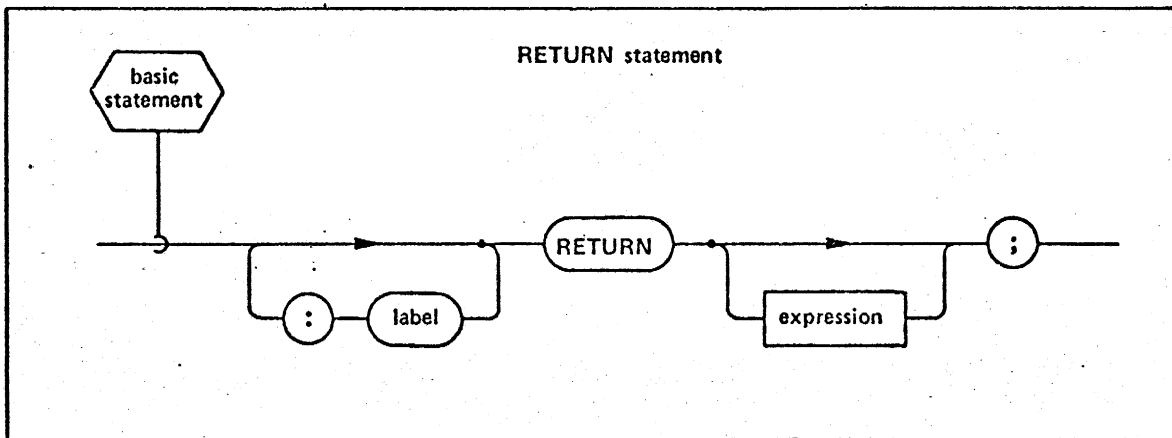 RETURN statement
basic
statement
RETURN
;
:
label
expression